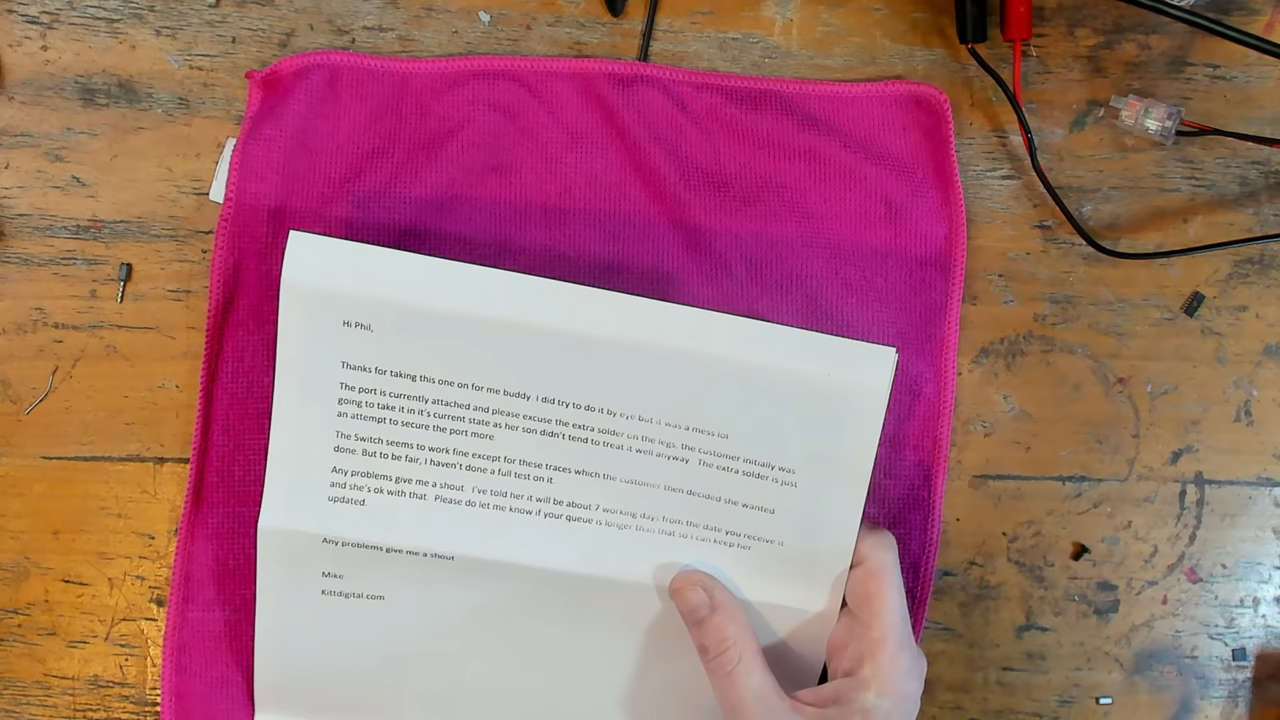 Hi Phil,
Thanks for taking this one on for me buddy. I did try to do it by eye but it was a mess lol
The port is currently attached and please excuse the extra solder on the legs, the customer initially was
going to take it in it's current state as her son didn't tend to treat it well anyway. The extra solder is just
an attempt to secure the port more
The Switch seems to work fine except for these traces which the customer then decided she wanted
done. But to be fair, I haven't done a full test on it.
Any problems give me a shout. I've told her it will be about 7 working days from the date you receive it
and she's ok with that. Please do let me know if your queue is longer than that so i can keep her
updated.
Any problems give me a shout
Mike
Kittdigital.com